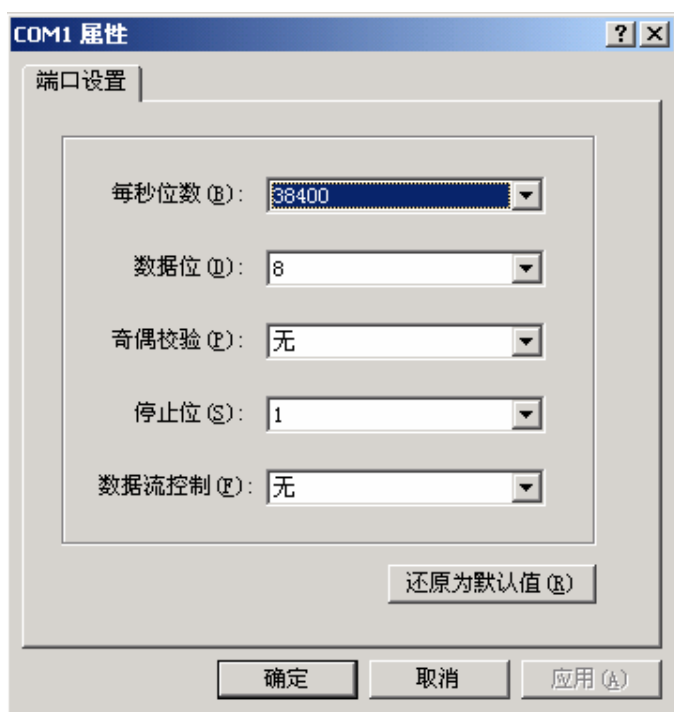 COM1 属性
端口设置
每秒位数(B): 38400
数据位(D): 8
奇偶校验(P): 无
停止位(S): 1
数据流控制(F): 无
还原为默认值(R)
确定 取消 应用(A)